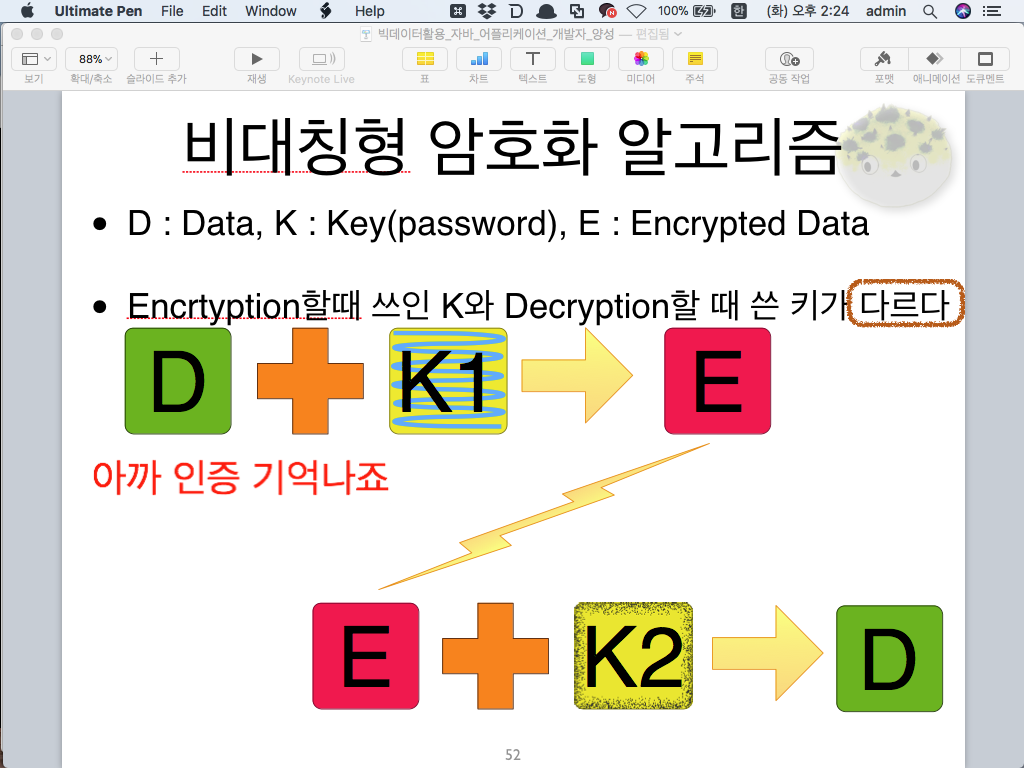 Ultimate Pen File Edit Window Help 100% 한 (화) 오후 2:24 admin
빅데이터활용_자바_어플리케이션_개발자_양성 — 편집됨
88%
보기 확대/축소 슬라이드 추가 재생 Keynote Live 표 차트 텍스트 도형 미디어 주석 공동 작업 포맷 애니메이션 도큐멘트
비대칭형 암호화 알고리즘
• D : Data, K : Key(password), E : Encrypted Data
• Encrtyption할때 쓰인 K와 Decryption할 때 쓴 키가 다르다
D K1 E
아까 인증 기억나죠
E K2 D
52